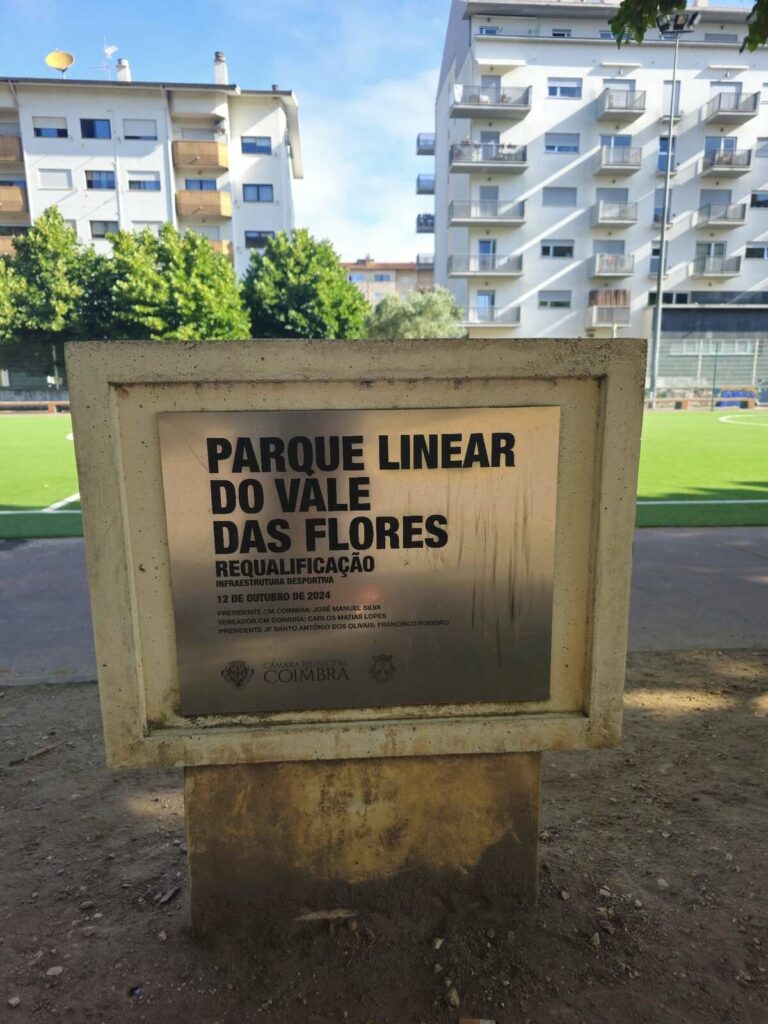 PARQUE LINEAR
DO VALE
DAS FLORES
REQUALIFICAÇÃO
INFRAESTRUTURA DESPORTIVA
12 DE OUTUBRO DE 2024
PRESIDENTE CM COIMBRA: JOSÉ MANUEL SILVA
VEREADOR CM COIMBRA: CARLOS MATIAS LOPES
PRESIDENTE JF SANTO ANTÓNIO DOS OLIVAIS: FRANCISCO RODEIRO
CÂMARA MUNICIPAL
COIMBRA